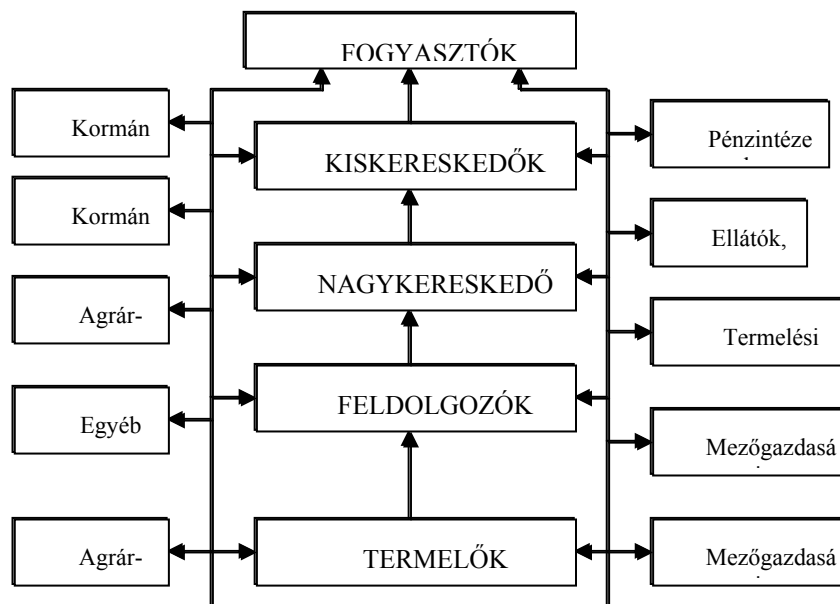 FOGYASZTÓK
Kormán
KISKERESKEDŐK
Pénzintéze
Kormán
Ellátók,
NAGYKERESKEDŐ
Agrár-
Termelési
FELDOLGOZÓK
Egyéb
Mezőgazdasá
Agrár-
TERMELŐK
Mezőgazdasá